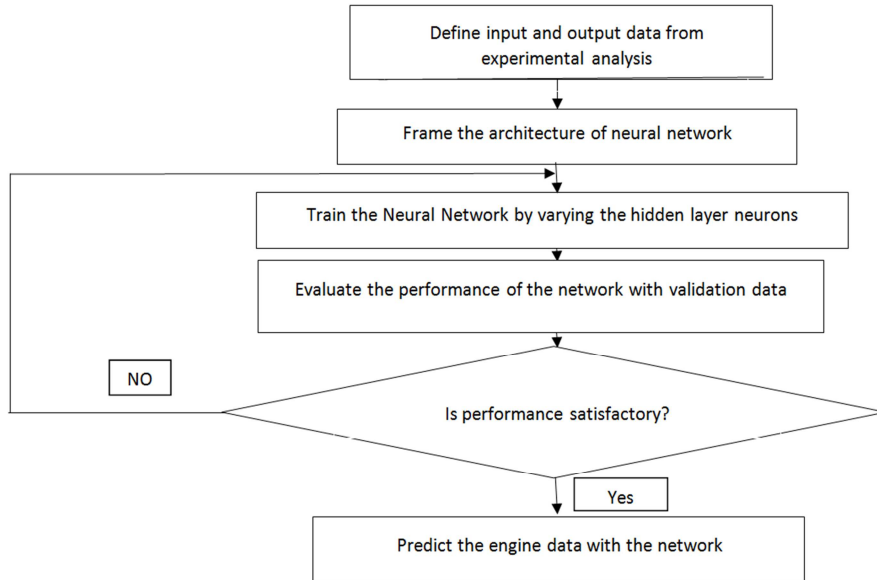 Define input and output data from
experimental analysis
Frame the architecture of neural network
Train the Neural Network by varying the hidden layer neurons
Evaluate the performance of the network with validation data
NO
Is performance satisfactory?
Yes
Predict the engine data with the network